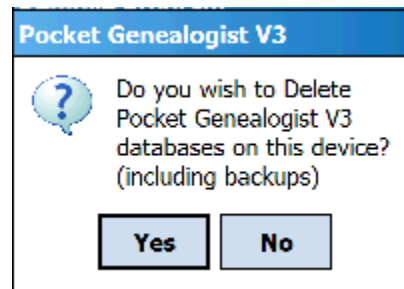 Pocket Genealogist V3
Do you wish to Delete
Pocket Genealogist V3
databases on this device?
(including backups)
Yes No